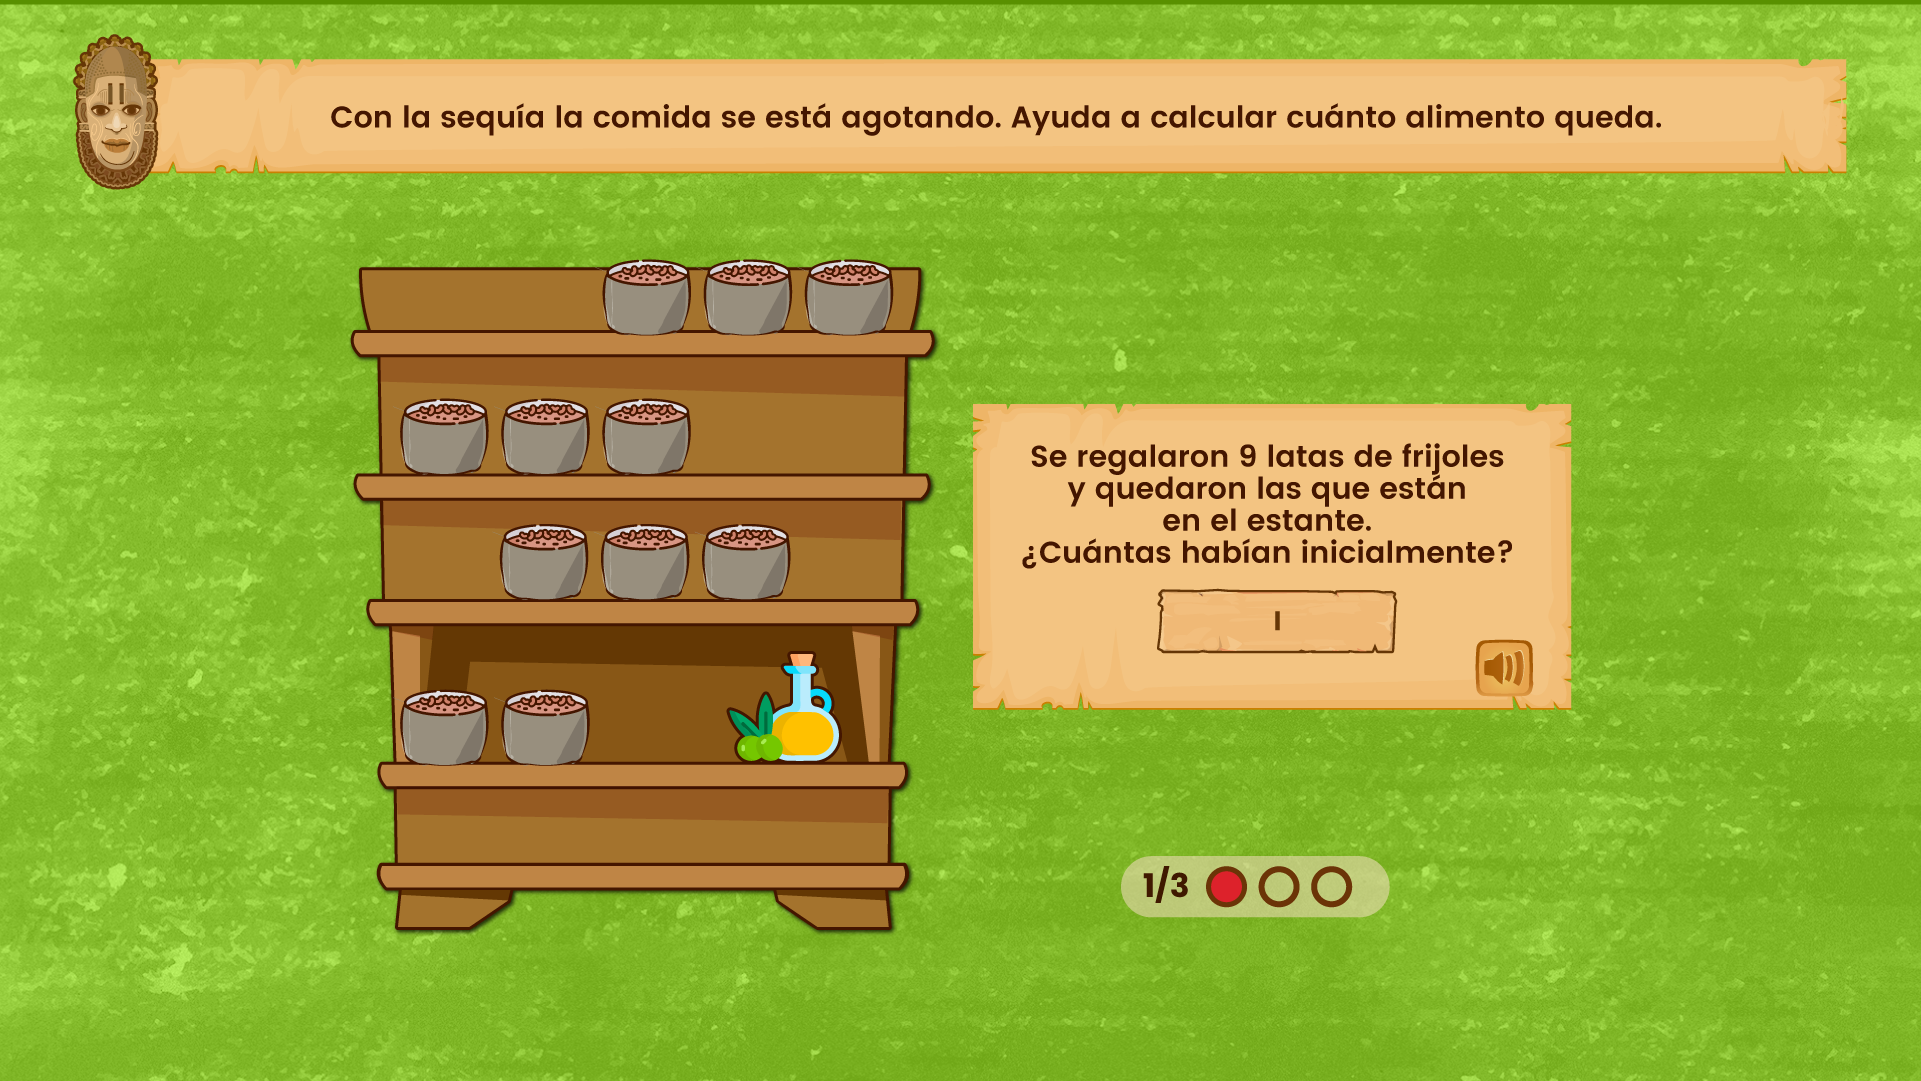 Con la sequía la comida se está agotando. Ayuda a calcular cuánto alimento queda.
Se regalaron 9 latas de frijoles
y quedaron las que están
en el estante.
¿Cuántas habían inicialmente?
1/3